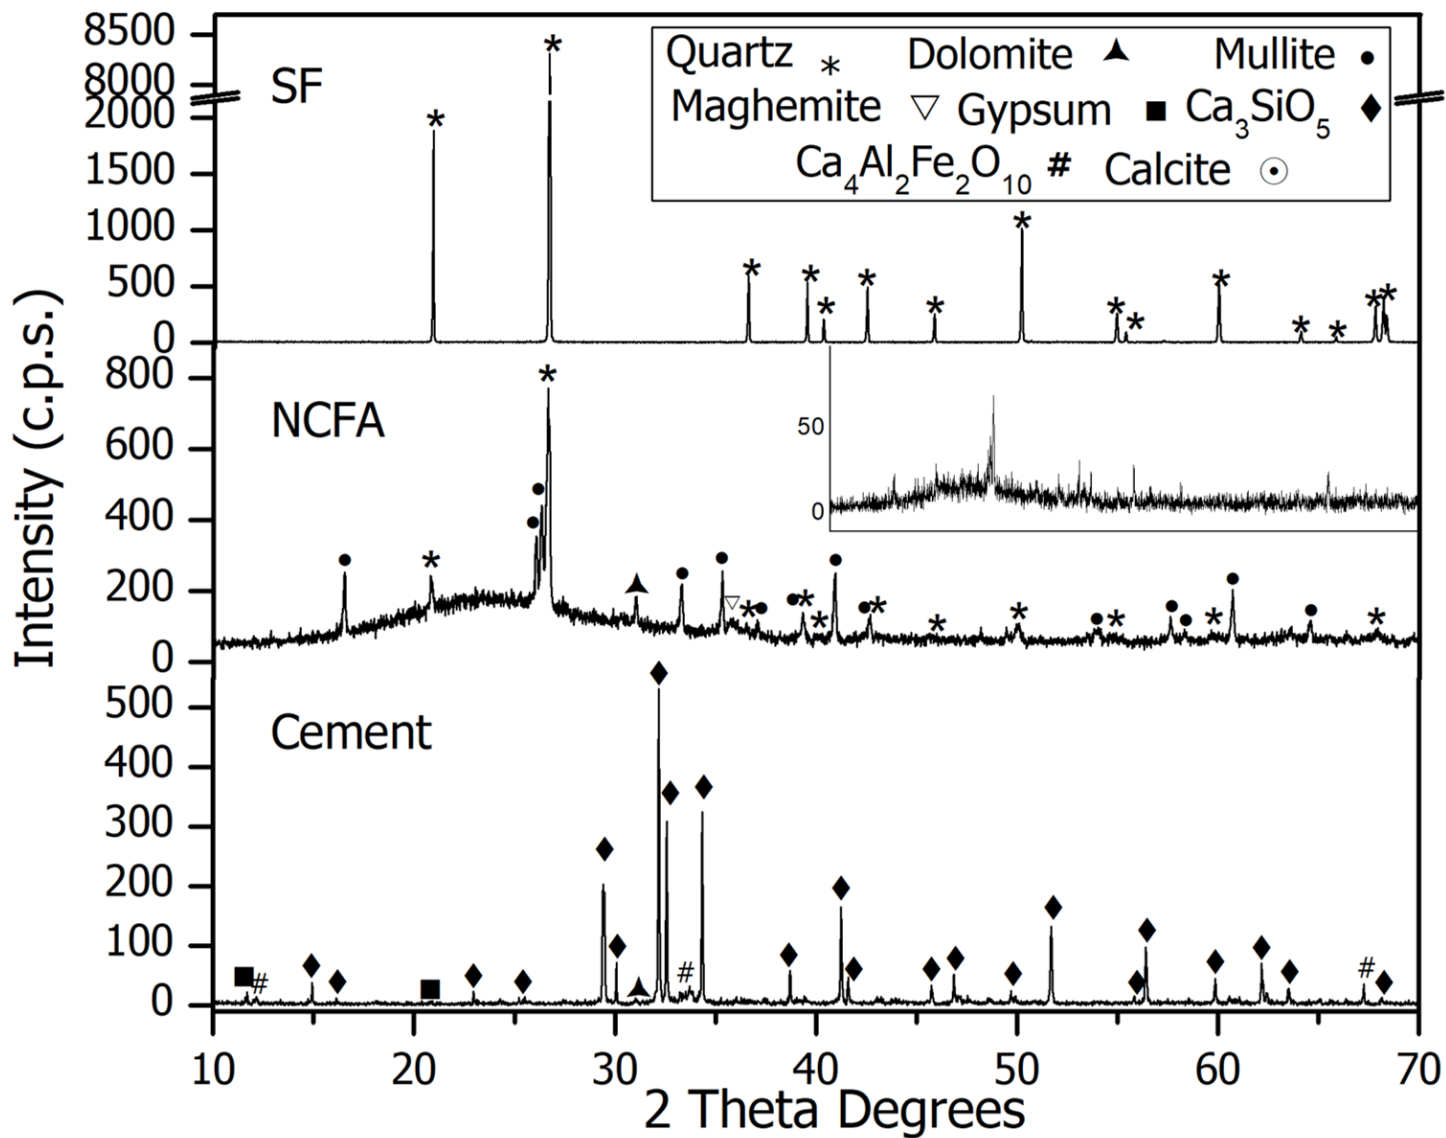 8500
8000
2000
1500
1000
500
0
SF
Quartz * Dolomite Mullite ●
Maghemite ▽ Gypsum ■ Ca3SiO5 ♦
Ca4Al2Fe2O10 # Calcite ☉
800
600
400
200
0
NCFA
50
0
500
400
300
200
100
0
Cement
# # #
Intensity (c.p.s.)
10 20 30 40 50 60 70
2 Theta Degrees